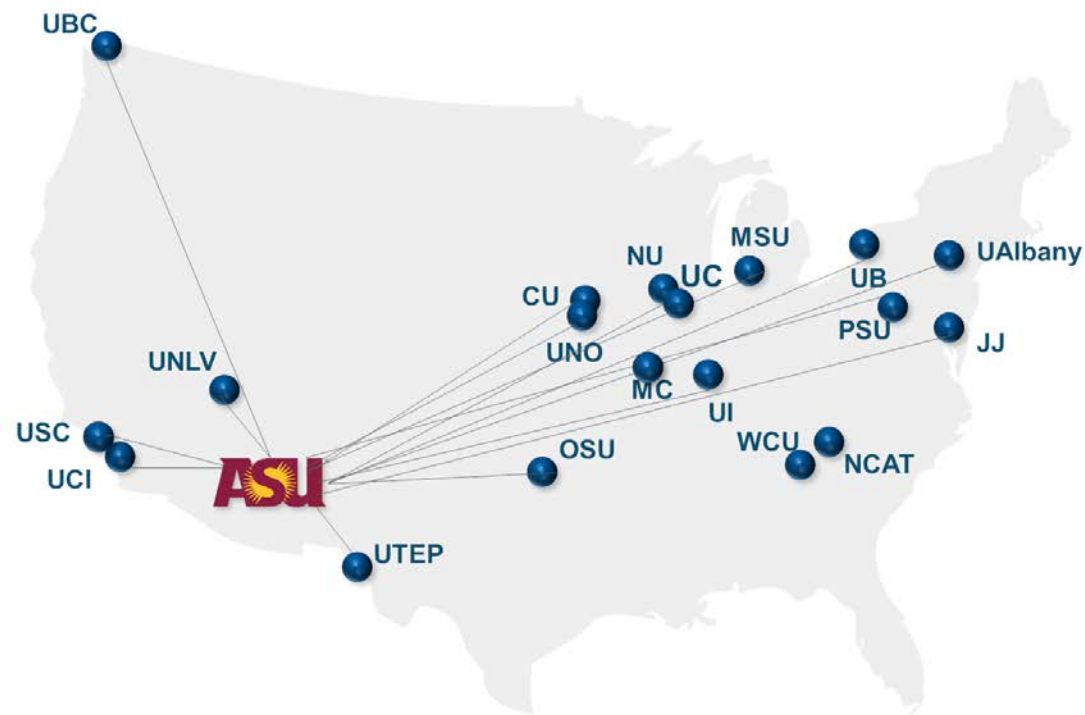 UBC
MSU
NU
UC
UAlbany
UB
CU
PSU
JJ
UNO
UNLV
MC
UI
USC
WCU
OSU
NCAT
UCI
ASU
UTEP